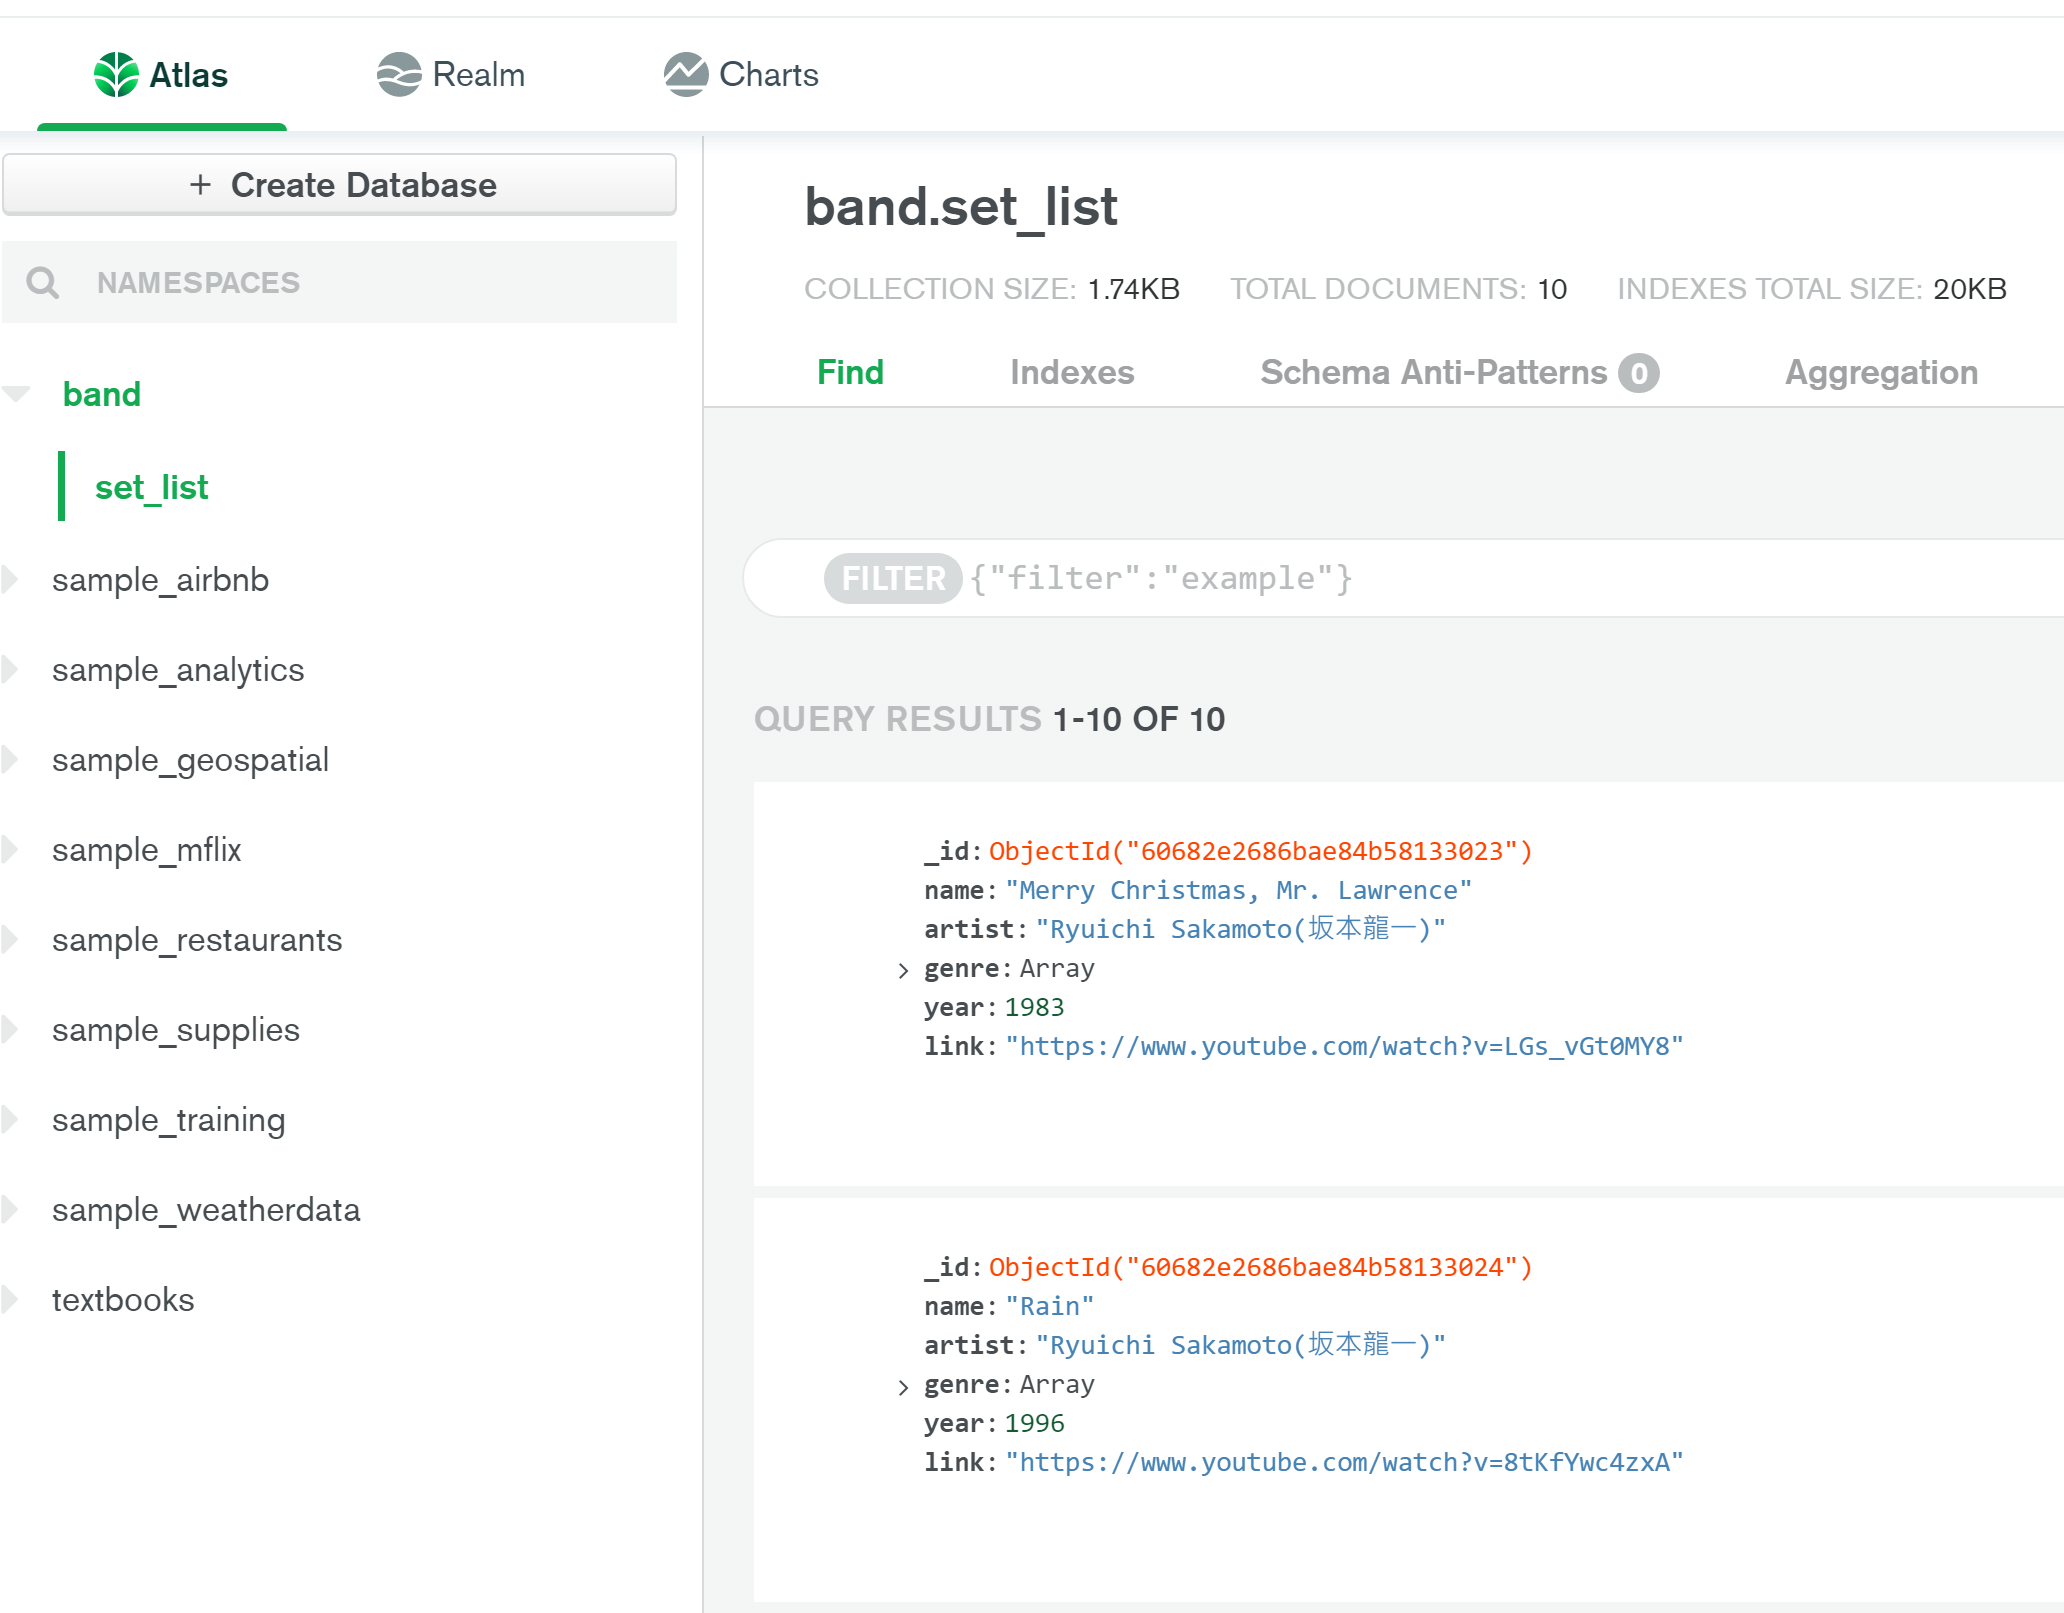 Atlas
Realm
Charts
+ Create Database
NAMESPACES
band
set_list
sample_airbnb
sample_analytics
sample_geospatial
sample_mflix
sample_restaurants
sample_supplies
sample_training
sample_weatherdata
textbooks
band.set_list
COLLECTION SIZE: 1.74KB TOTAL DOCUMENTS: 10 INDEXES TOTAL SIZE: 20KB
Find Indexes Schema Anti-Patterns 0 Aggregation
FILTER {"filter":"example"}
QUERY RESULTS 1-10 OF 10
_id: ObjectId("60682e2686bae84b58133023")
name: "Merry Christmas, Mr. Lawrence"
artist: "Ryuichi Sakamoto(坂本龍一)"
genre: Array
year: 1983
link: "https://www.youtube.com/watch?v=LGs_vGt0MY8"
_id: ObjectId("60682e2686bae84b58133024")
name: "Rain"
artist: "Ryuichi Sakamoto(坂本龍一)"
genre: Array
year: 1996
link: "https://www.youtube.com/watch?v=8tKfYwc4zxA"